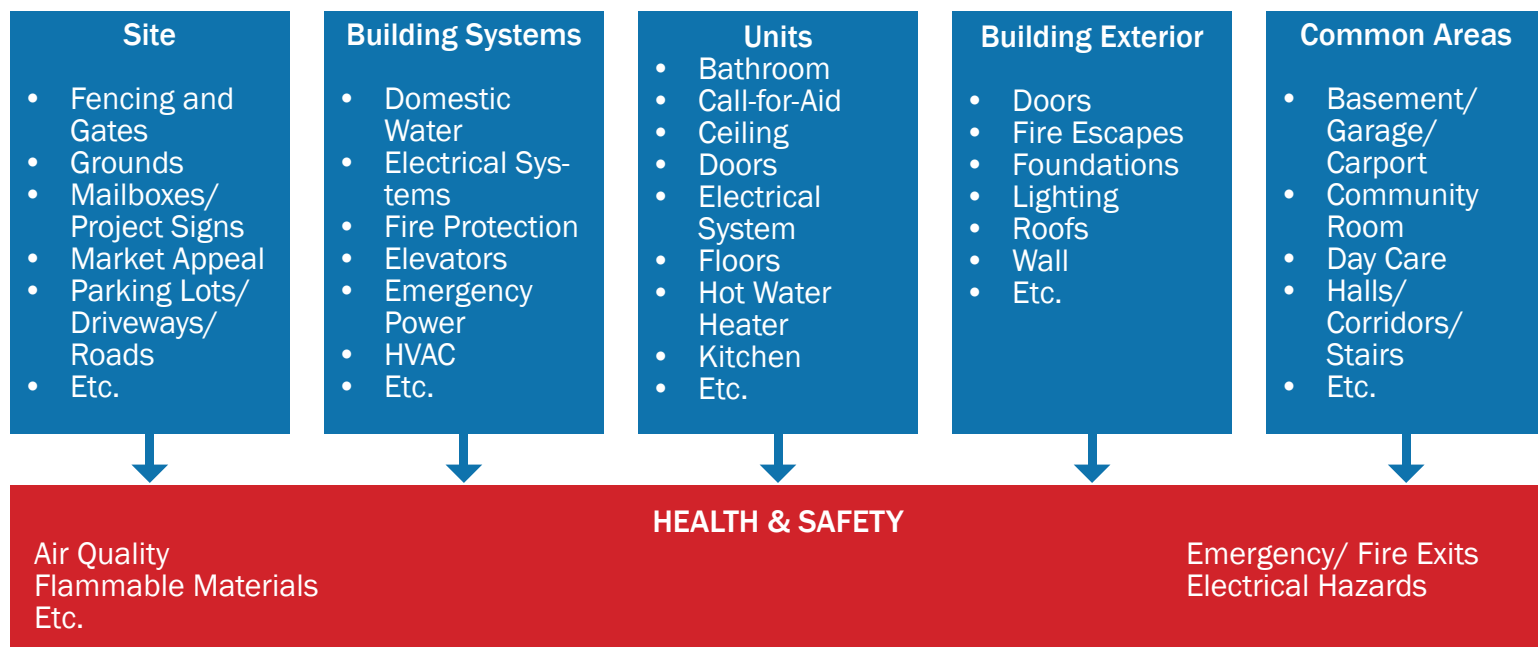 Site
• Fencing and
Gates
• Grounds
• Mailboxes/
Project Signs
• Market Appeal
• Parking Lots/
Driveways/
Roads
• Etc.
Building Systems
• Domestic
Water
• Electrical Sys-
tems
• Fire Protection
• Elevators
• Emergency
Power
• HVAC
• Etc.
Units
• Bathroom
• Call-for-Aid
• Ceiling
• Doors
• Electrical
System
• Floors
• Hot Water
Heater
• Kitchen
• Etc.
Building Exterior
• Doors
• Fire Escapes
• Foundations
• Lighting
• Roofs
• Wall
• Etc.
Common Areas
• Basement/
Garage/
Carport
• Community
Room
• Day Care
• Halls/
Corridors/
Stairs
• Etc.
HEALTH & SAFETY
Air Quality
Flammable Materials
Etc.
Emergency/ Fire Exits
Electrical Hazards